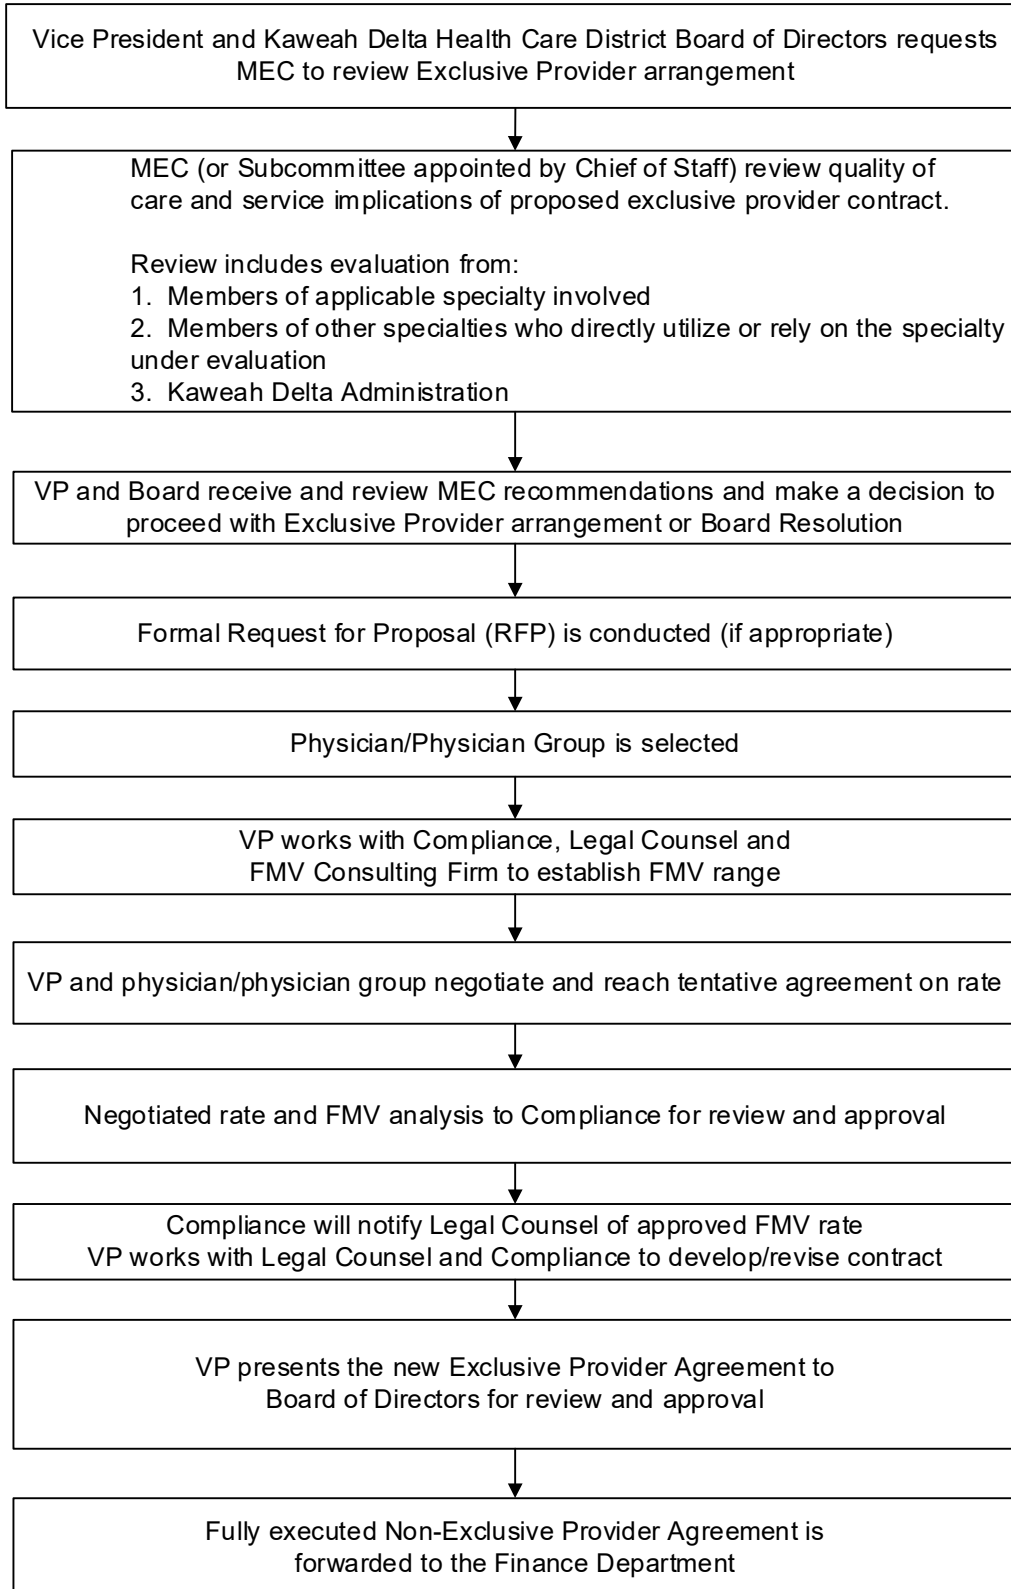 Vice President and Kaweah Delta Health Care District Board of Directors requests
MEC to review Exclusive Provider arrangement
MEC (or Subcommittee appointed by Chief of Staff) review quality of
care and service implications of proposed exclusive provider contract.
Review includes evaluation from:
1. Members of applicable specialty involved
2. Members of other specialties who directly utilize or rely on the specialty
under evaluation
3. Kaweah Delta Administration
VP and Board receive and review MEC recommendations and make a decision to
proceed with Exclusive Provider arrangement or Board Resolution
Formal Request for Proposal (RFP) is conducted (if appropriate)
Physician/Physician Group is selected
VP works with Compliance, Legal Counsel and
FMV Consulting Firm to establish FMV range
VP and physician/physician group negotiate and reach tentative agreement on rate
Negotiated rate and FMV analysis to Compliance for review and approval
Compliance will notify Legal Counsel of approved FMV rate
VP works with Legal Counsel and Compliance to develop/revise contract
VP presents the new Exclusive Provider Agreement to
Board of Directors for review and approval
Fully executed Non-Exclusive Provider Agreement is
forwarded to the Finance Department